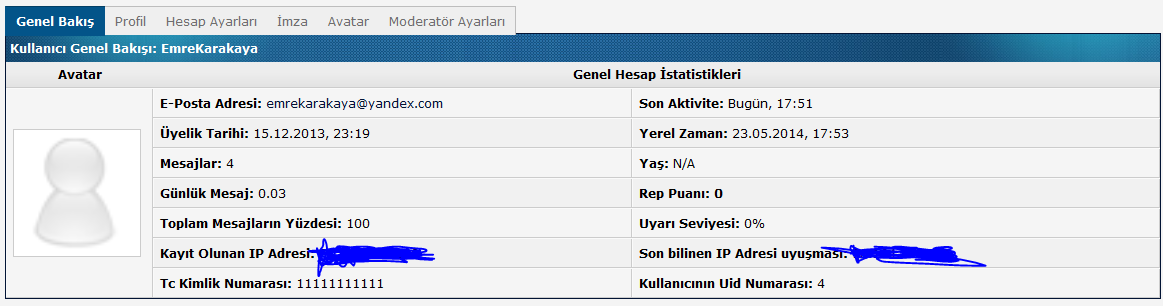 Genel Bakış Profil Hesap Ayarları İmza Avatar Moderatör Ayarları
Kullanıcı Genel Bakışı: EmreKarakaya
Avatar Genel Hesap İstatistikleri
E-Posta Adresi: emrekarakaya@yandex.com Son Aktivite: Bugün, 17:51
Üyelik Tarihi: 15.12.2013, 23:19 Yerel Zaman: 23.05.2014, 17:53
Mesajlar: 4 Yaş: N/A
Günlük Mesaj: 0.03 Rep Puanı: 0
Toplam Mesajların Yüzdesi: 100 Uyarı Seviyesi: 0%
Kayıt Olunan IP Adresi: Son bilinen IP Adresi uyuşması:
Tc Kimlik Numarası: 11111111111 Kullanıcının Uid Numarası: 4